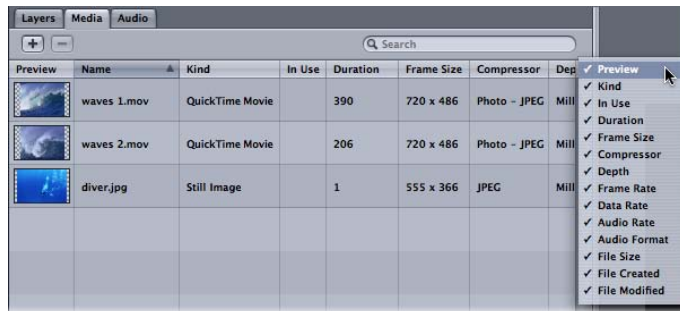 Layers Media Audio
+ − Search
Preview Name Kind In Use Duration Frame Size Compressor Dep ✓ Preview
✓ Kind
✓ In Use
waves 1.mov QuickTime Movie 390 720 x 486 Photo - JPEG Mill
✓ Duration
✓ Frame Size
✓ Compressor
waves 2.mov QuickTime Movie 206 720 x 486 Photo - JPEG Mill
✓ Depth
✓ Frame Rate
diver.jpg Still Image 1 555 x 366 JPEG Mill
✓ Data Rate
✓ Audio Rate
✓ Audio Format
✓ File Size
✓ File Created
✓ File Modified